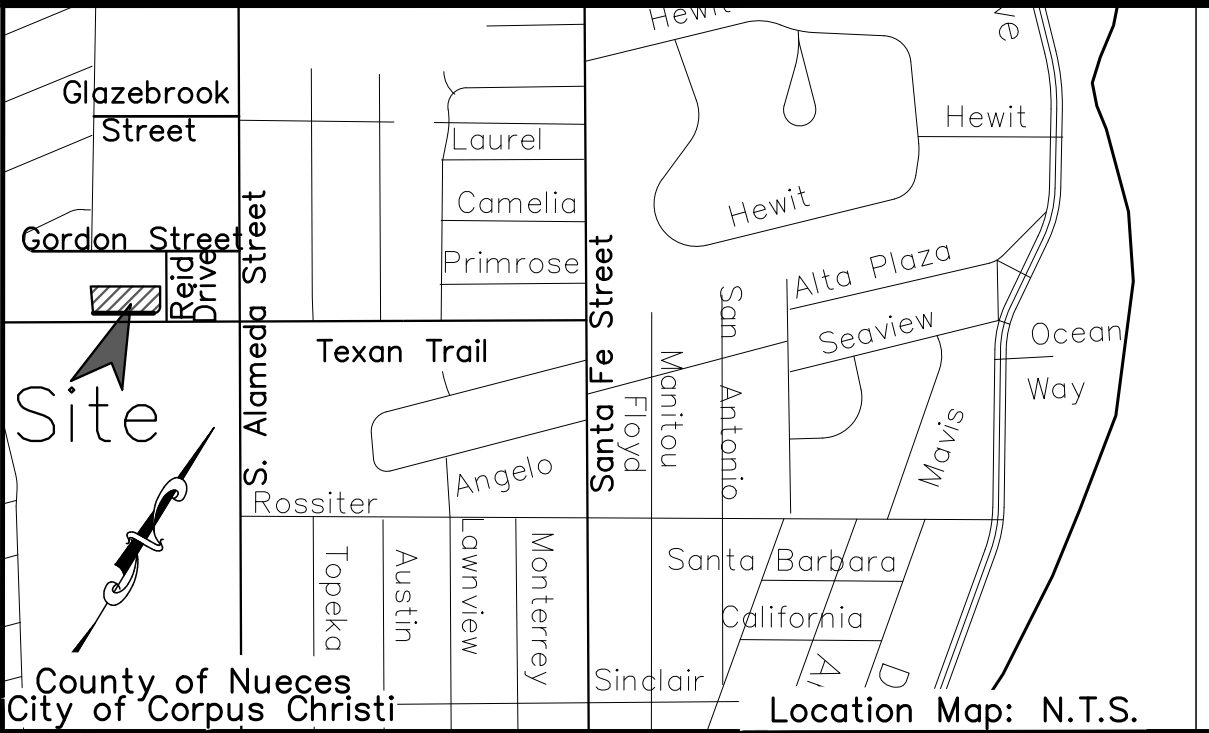 Hewit
ve
Glazebrook
Street
Hewit
Laurel
Camelia
Hewit
Gordon Street
Reid
Drive
S. Alameda Street
Primrose
Santa Fe Street
Alta Plaza
San Antonio
Seaview
Ocean
Way
Texan Trail
Manitou
Floyd
Site
Mavis
Angelo
Rossiter
Topeka
Austin
Lawnview
Monterrey
Santa Barbara
California
Sinclair
A
D
County of Nueces
City of Corpus Christi
Location Map: N.T.S.